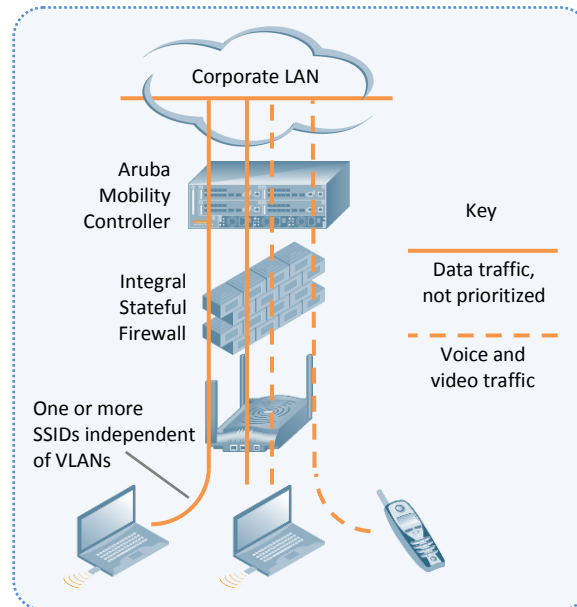 Corporate LAN
Aruba
Mobility
Controller
Integral
Stateful
Firewall
One or more
SSIDs independent
of VLANs
Key
Data traffic,
not prioritized
Voice and
video traffic